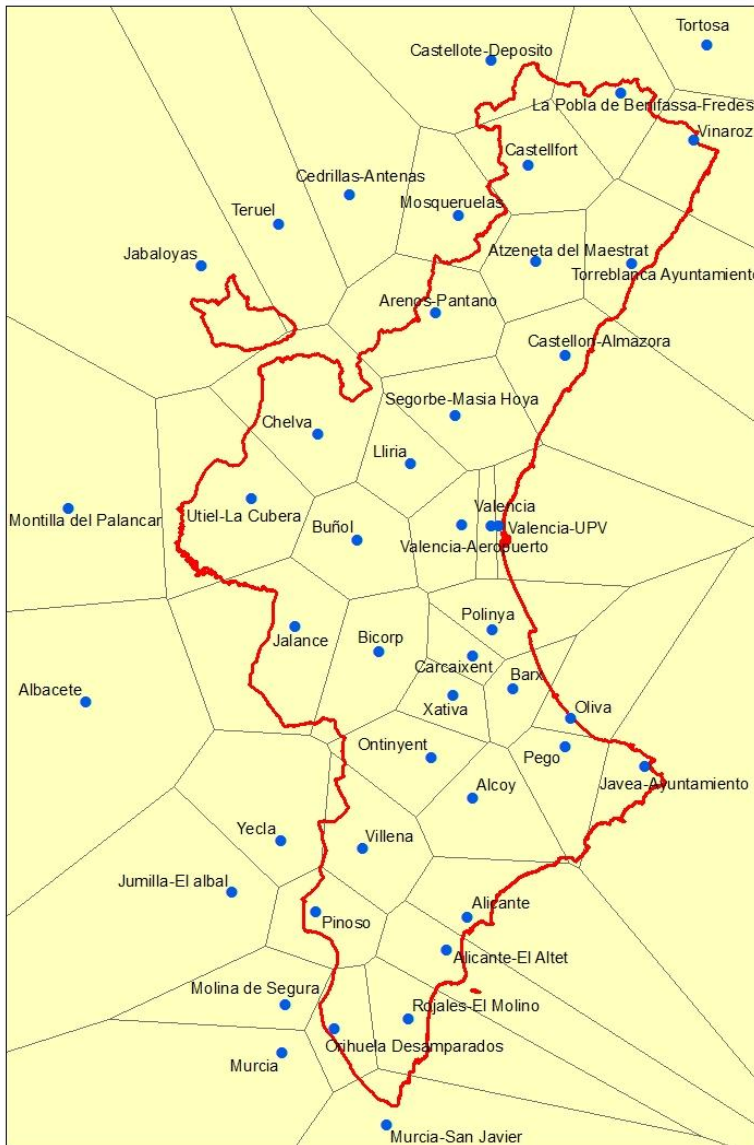 Tortosa
Castellote-Deposito
La Pobla de Benifassa-Fredes
Vinaroz
Castellfort
Cedrillas-Antenas
Teruel
Mosqueruelas
Jabaloyas
Atzeneta del Maestrat
Torreblanca Ayuntamiento
Arenos-Pantano
Castellon-Almazora
Segorbe-Masia Hoya
Chelva
Lliria
Utiel-La Cubera
Montilla del Palancar
Valencia
Buñol
Valencia-UPV
Valencia-Aeropuerto
Polinya
Jalance
Bicorp
Carcaixent
Barx
Albacete
Xativa
Oliva
Ontinyent
Pego
Alcoy
Javea-Ayuntamiento
Yecla
Villena
Jumilla-El albal
Pinoso
Alicante
Alicante-El Altet
Molina de Segura
Rojales-El Molino
Orihuela Desamparados
Murcia
Murcia-San Javier